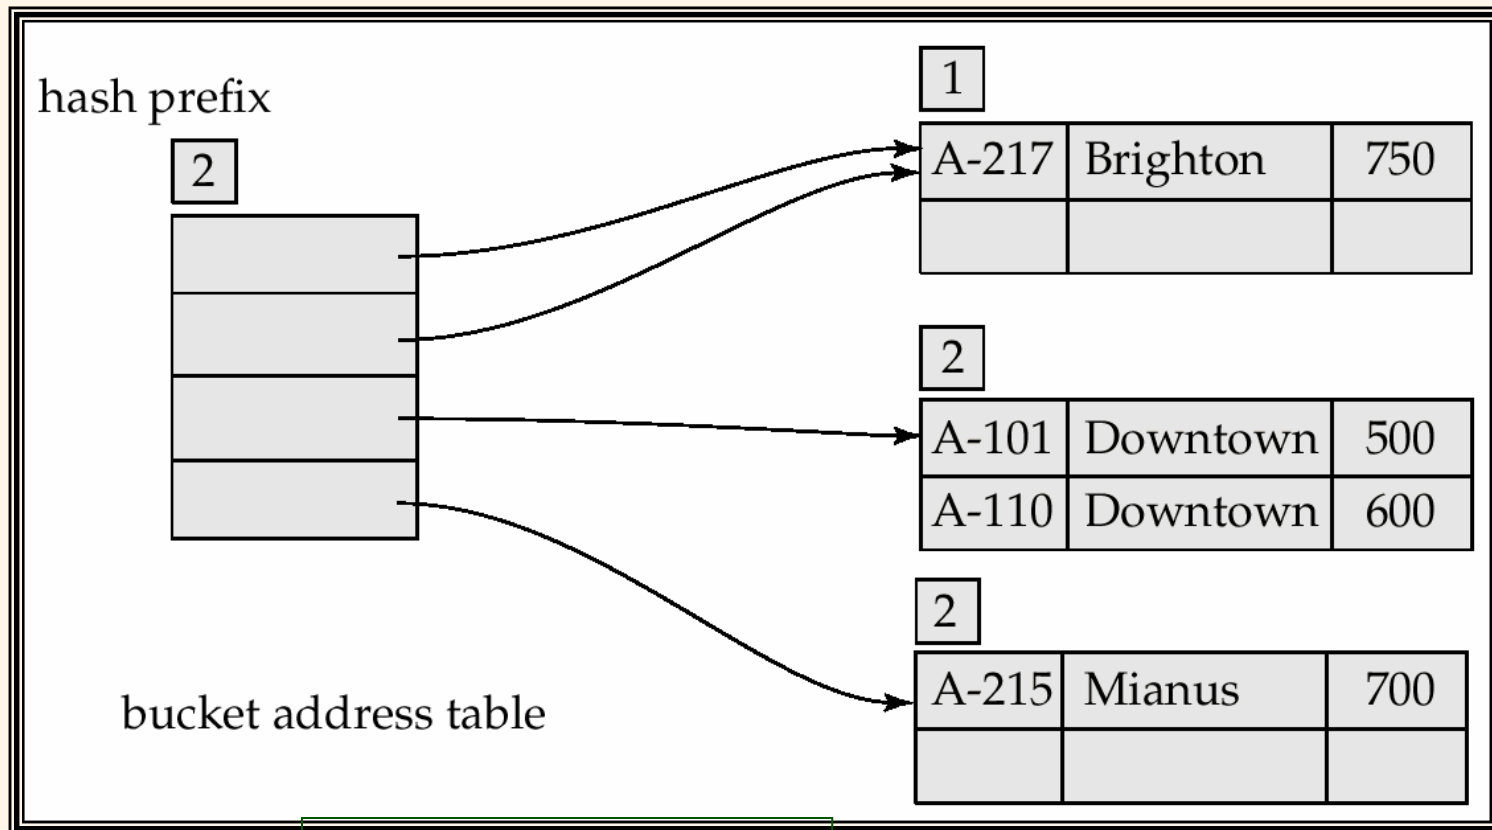 hash prefix
2
bucket address table
1
A-217 Brighton 750
2
A-101 Downtown 500
A-110 Downtown 600
2
A-215 Mianus 700